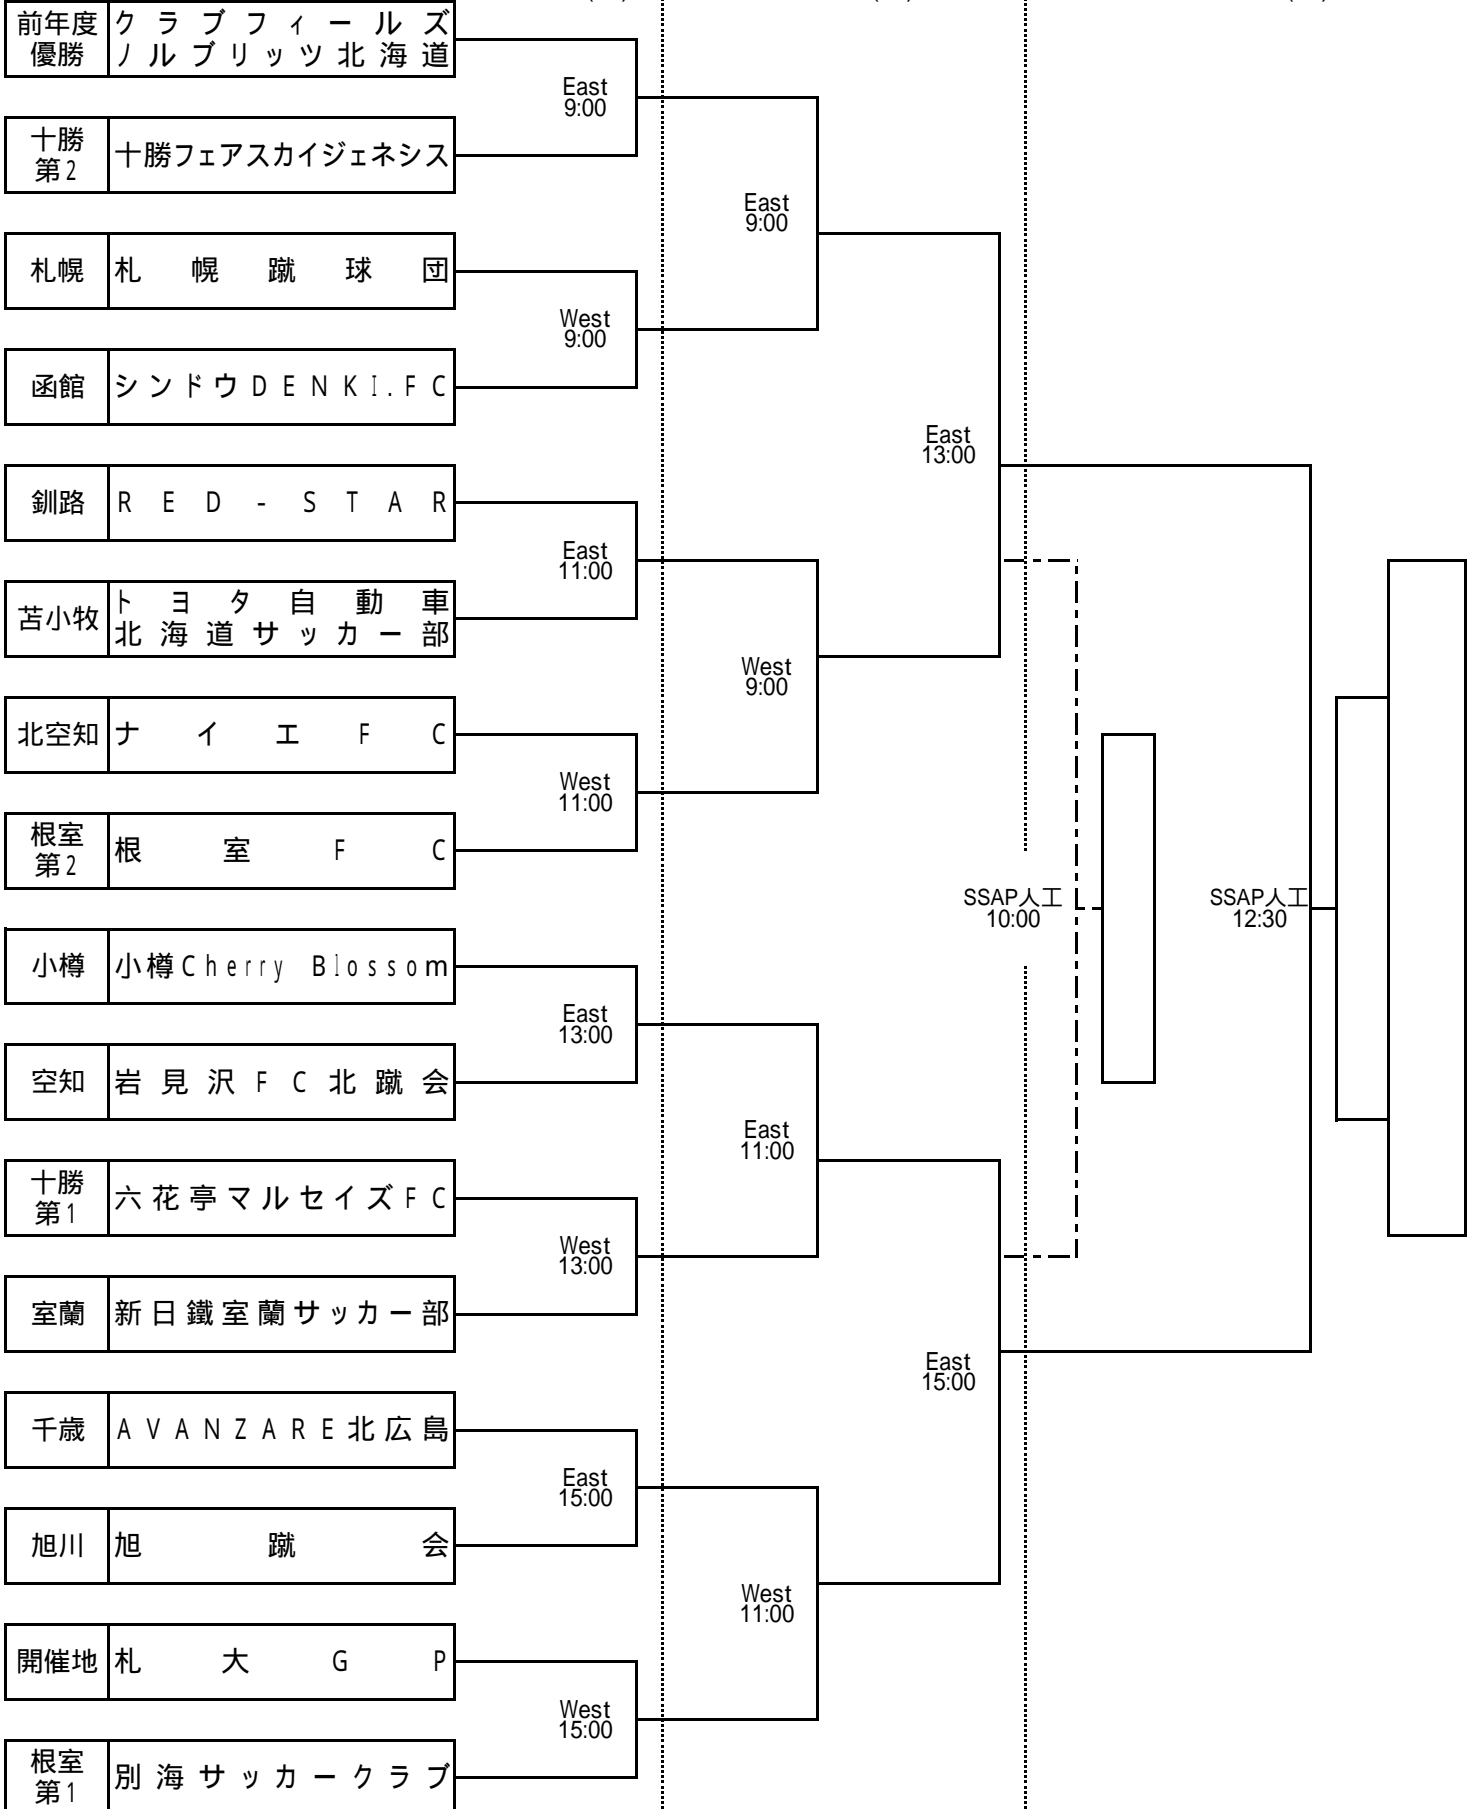 前年度
優勝
クラブフィールズ
ノルブリッツ北海道
East
9:00
十勝
第2
十勝フェアスカイジェネシス
East
9:00
札幌
札幌蹴球団
West
9:00
函館
シンドウDENKI.FC
East
13:00
釧路
RED-STAR
East
11:00
苫小牧
トヨタ自動車
北海道サッカー部
West
9:00
北空知
ナイエFC
West
11:00
根室
第2
根室FC
SSAP人工
10:00
SSAP人工
12:30
小樽
小樽Cherry Blossom
East
13:00
空知
岩見沢FC北蹴会
East
11:00
十勝
第1
六花亭マルセイズFC
West
13:00
室蘭
新日鐵室蘭サッカー部
East
15:00
千歳
AVANZARE北広島
East
15:00
旭川
旭蹴会
West
11:00
開催地
札大GP
West
15:00
根室
第1
別海サッカークラブ